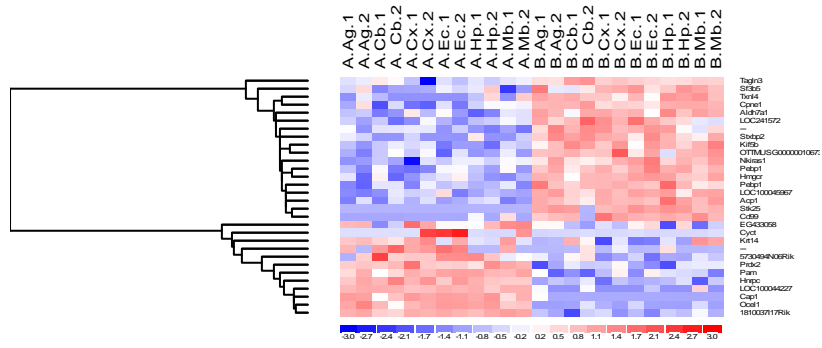 A.Ag.1 A.Ag.2 A.Cb.1 A.Cb.2 A.Cx.1 A.Cx.2 A.Ec.1 A.Ec.2 A.Hp.1 A.Hp.2 A.Mb.1 A.Mb.2 B.Ag.1 B.Ag.2 B.Cb.1 B.Cb.2 B.Cx.1 B.Cx.2 B.Ec.1 B.Ec.2 B.Hp.1 B.Hp.2 B.Mb.1 B.Mb.2
Tagln3
Sf3b5
Txnl4
Cpne1
Aldh7a1
LOC241572
---
Stxbp2
Kif5b
OTTMUSG0000001067
Nkiras1
Pebp1
Hmgcr
Pebp1
LOC100045967
Acp1
Stk25
Cd99
EG433058
Cyct
Krt14
---
5730494N06Rik
Prdx2
Pam
Hnrpc
LOC100044227
Cap1
Ocel1
1810037I17Rik
-3.0 -2.7 -2.4 -2.1 -1.7 -1.4 -1.1 -0.8 -0.5 -0.2 0.2 0.5 0.8 1.1 1.4 1.7 2.1 2.4 2.7 3.0